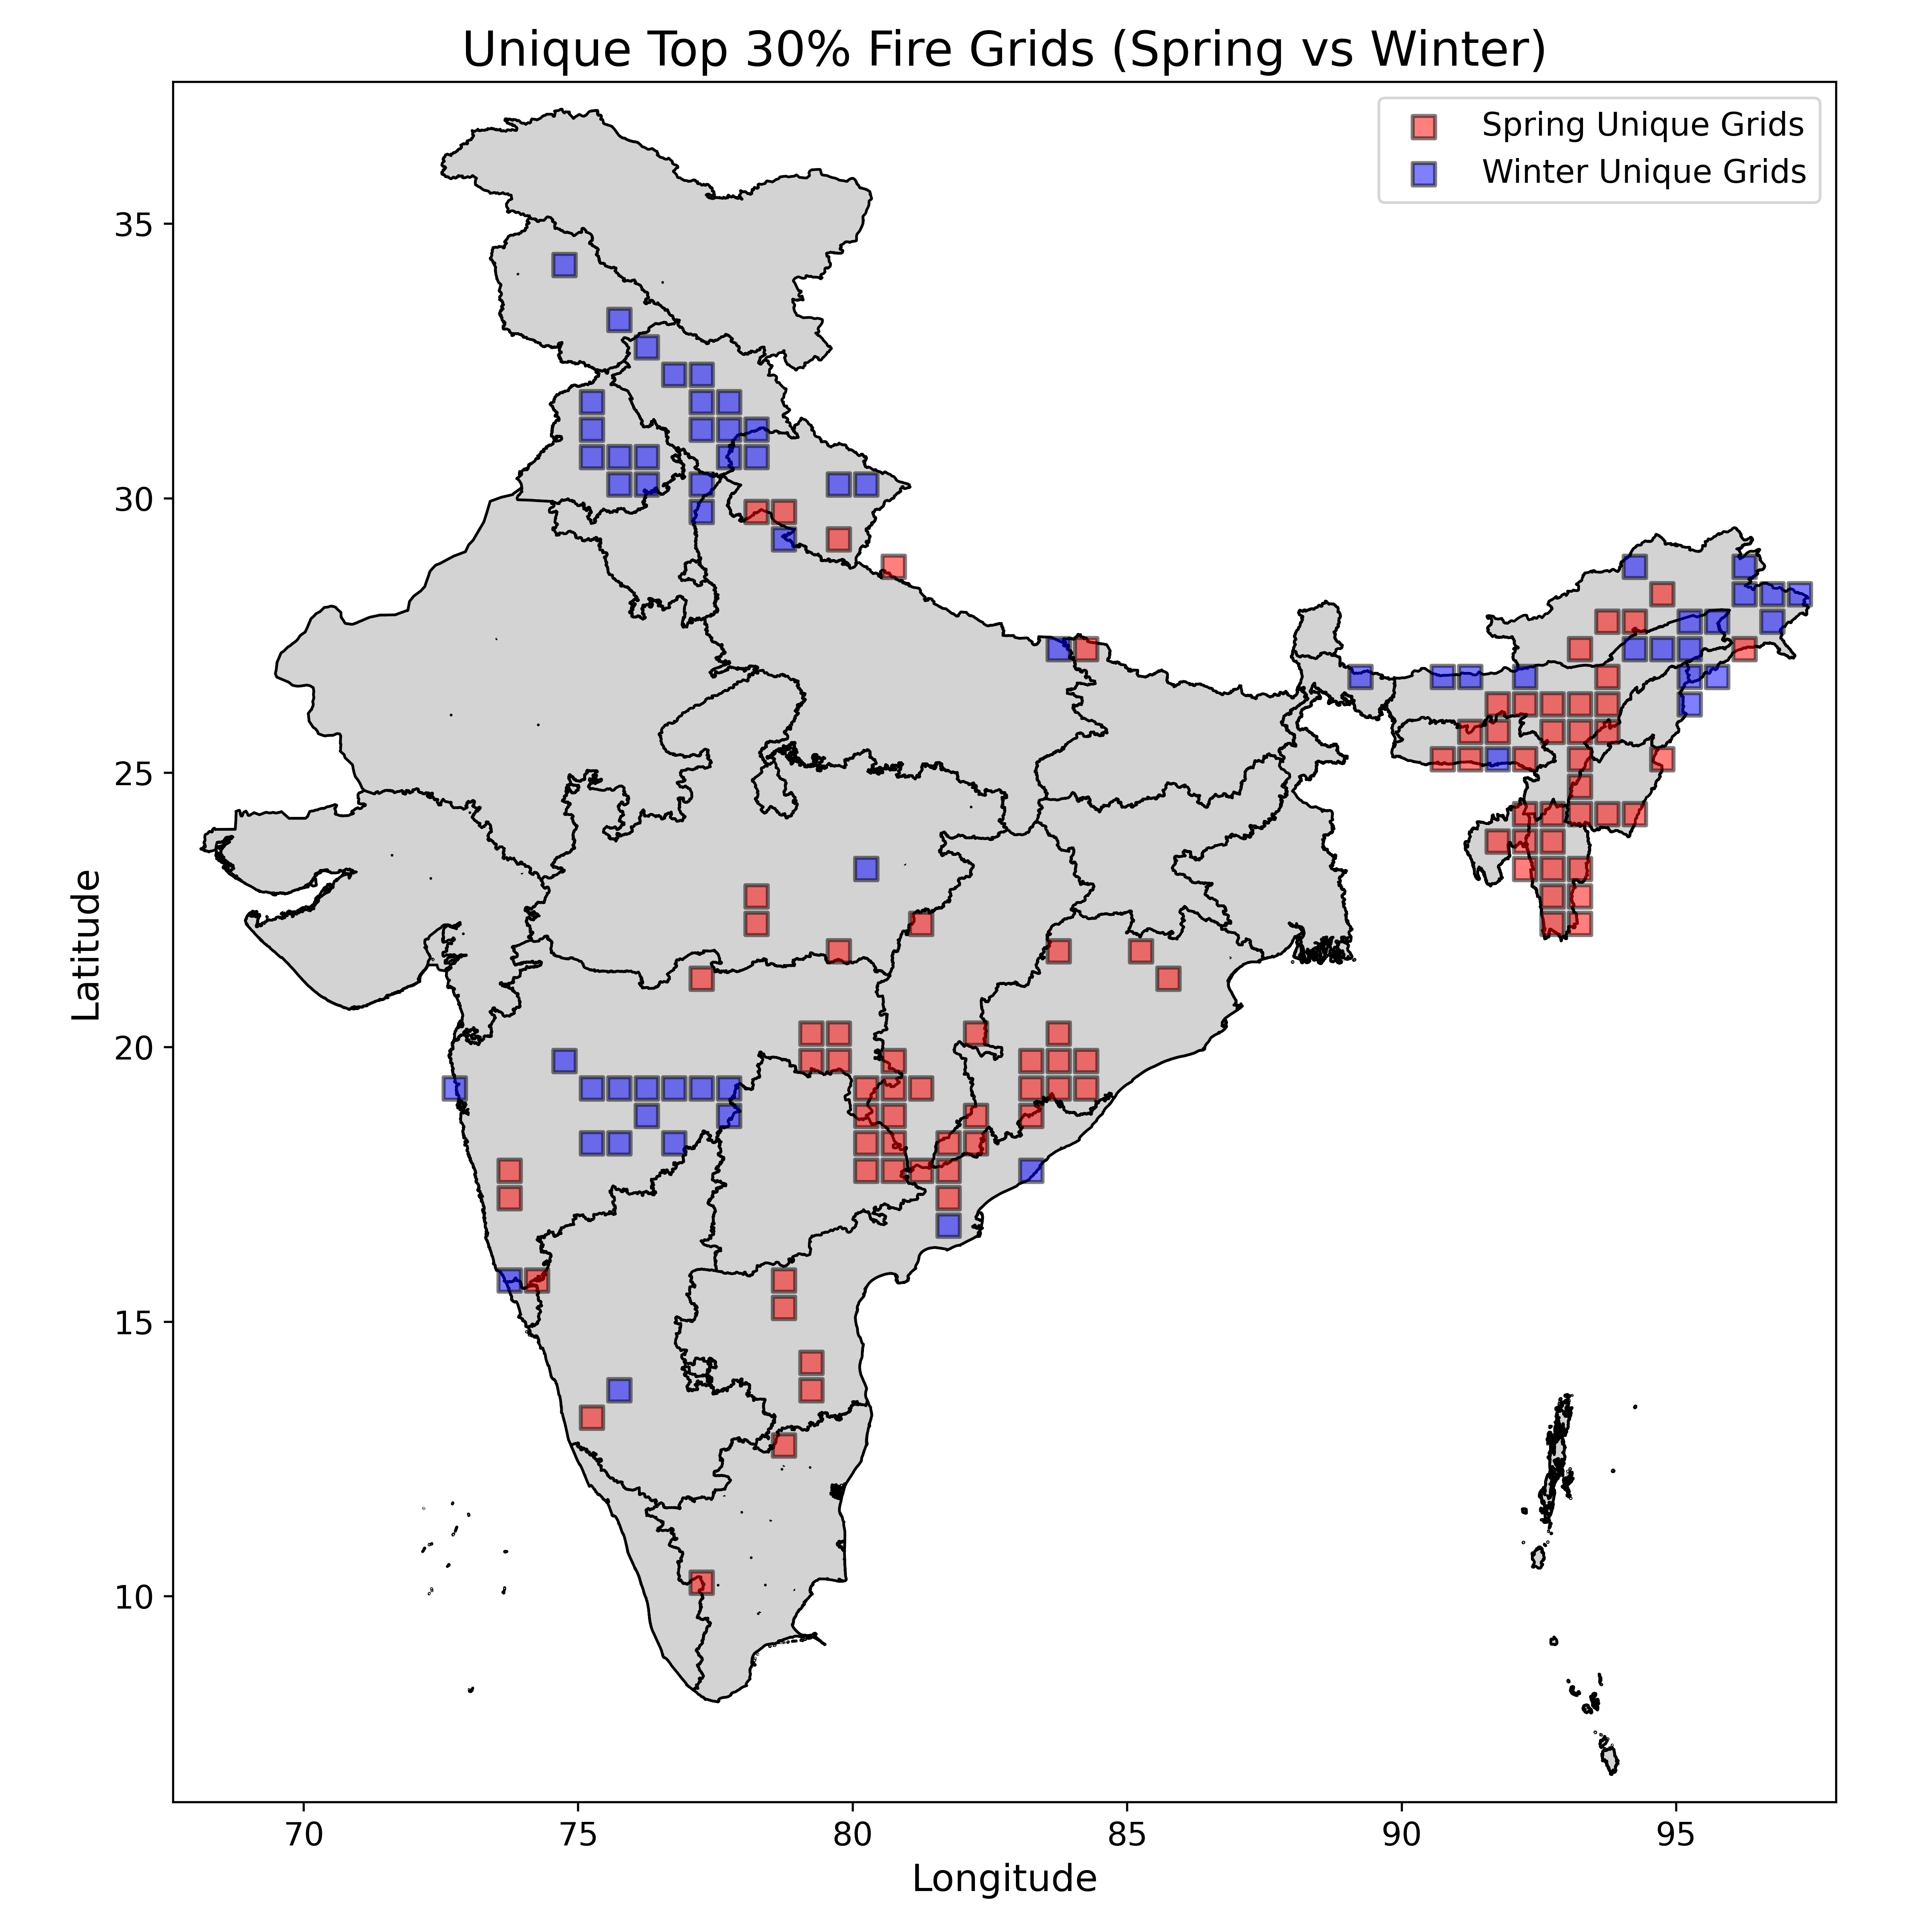 Unique Top 30% Fire Grids (Spring vs Winter)
Spring Unique Grids
Winter Unique Grids
35
30
25
20
15
10
Latitude
70 75 80 85 90 95
Longitude